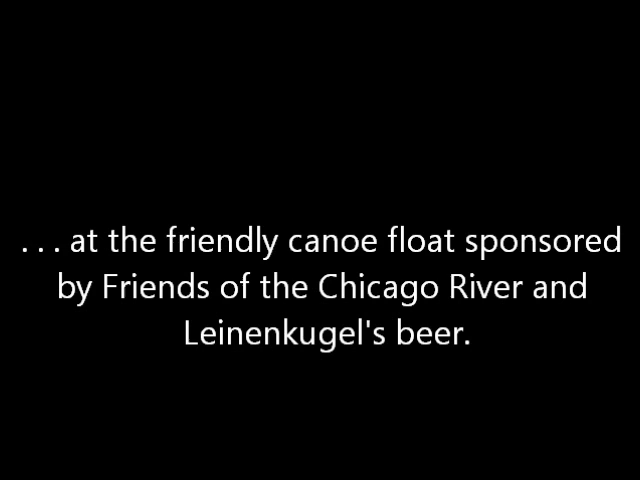 . . . at the friendly canoe float sponsored
by Friends of the Chicago River and
Leinenkugel's beer.